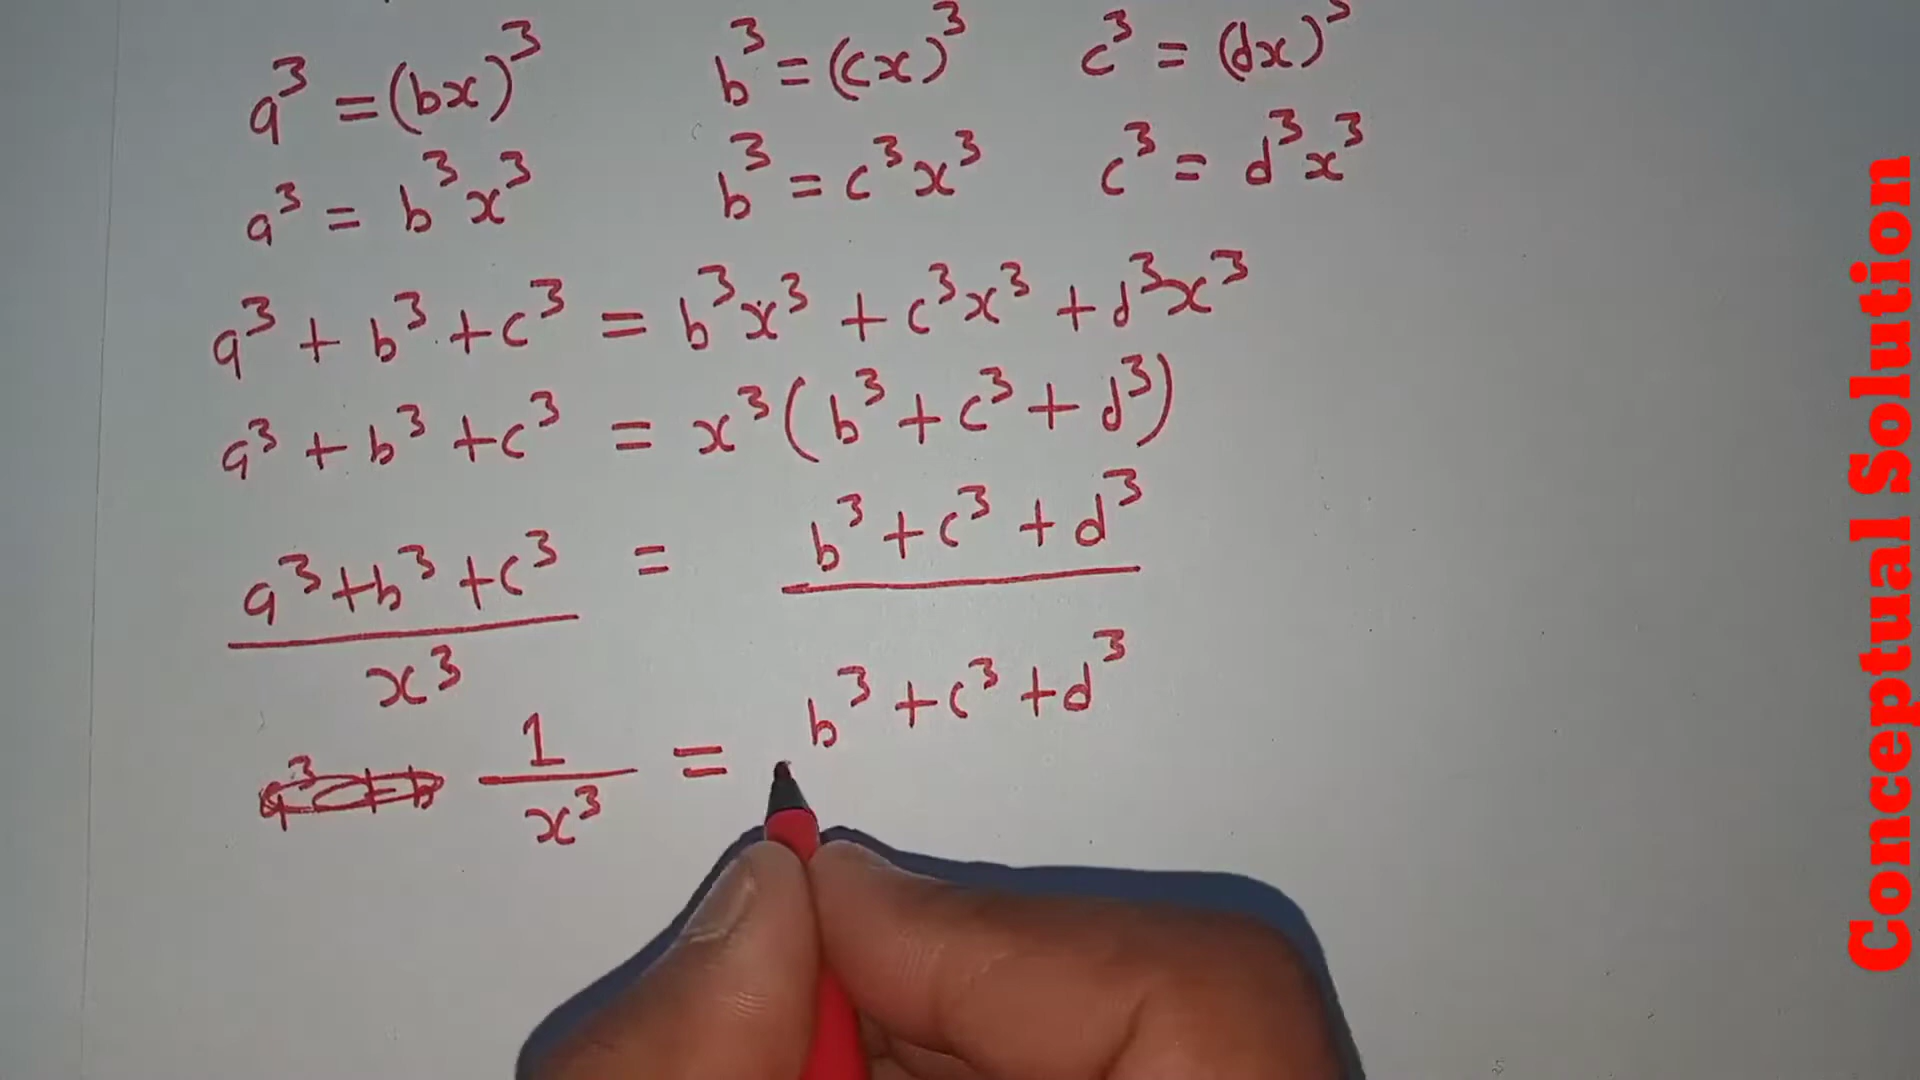 a³ = (bx)³ b³ = (cx)³ c³ = (dx)³
a³ = b³x³ b³ = c³x³ c³ = d³x³
a³ + b³ + c³ = b³x³ + c³x³ + d³x³
a³ + b³ + c³ = x³(b³ + c³ + d³)
a³+b³+c³ = b³+c³+d³
x³
1 = b³+c³+d³
x³
Conceptual Solution